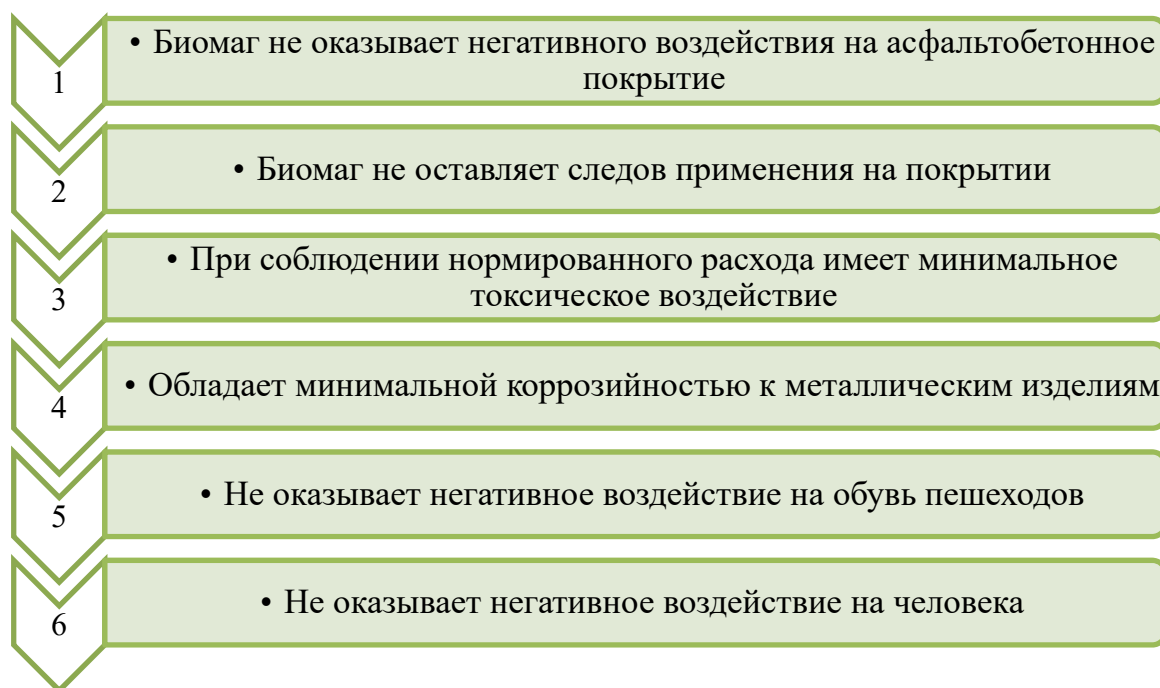 1
• Биомаг не оказывает негативного воздействия на асфальтобетонное
покрытие
2
• Биомаг не оставляет следов применения на покрытии
3
• При соблюдении нормированного расхода имеет минимальное
токсическое воздействие
4
• Обладает минимальной коррозийностью к металлическим изделиям
5
• Не оказывает негативное воздействие на обувь пешеходов
6
• Не оказывает негативное воздействие на человека